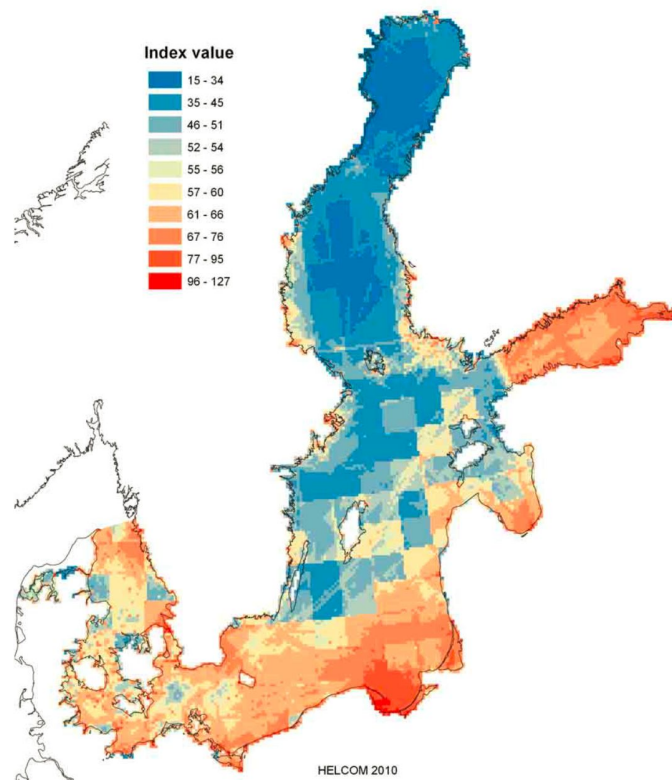 Index value
15 - 34
35 - 45
46 - 51
52 - 54
55 - 56
57 - 60
61 - 66
67 - 76
77 - 95
96 - 127
HELCOM 2010